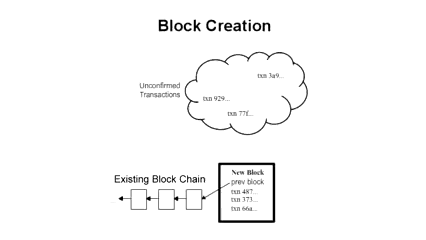 Block Creation
txn 3a9...
Unconfirmed
Transactions
txn 929...
txn 77f...
Existing Block Chain
New Block
prev block
txn 487...
txn 373...
txn 66a...